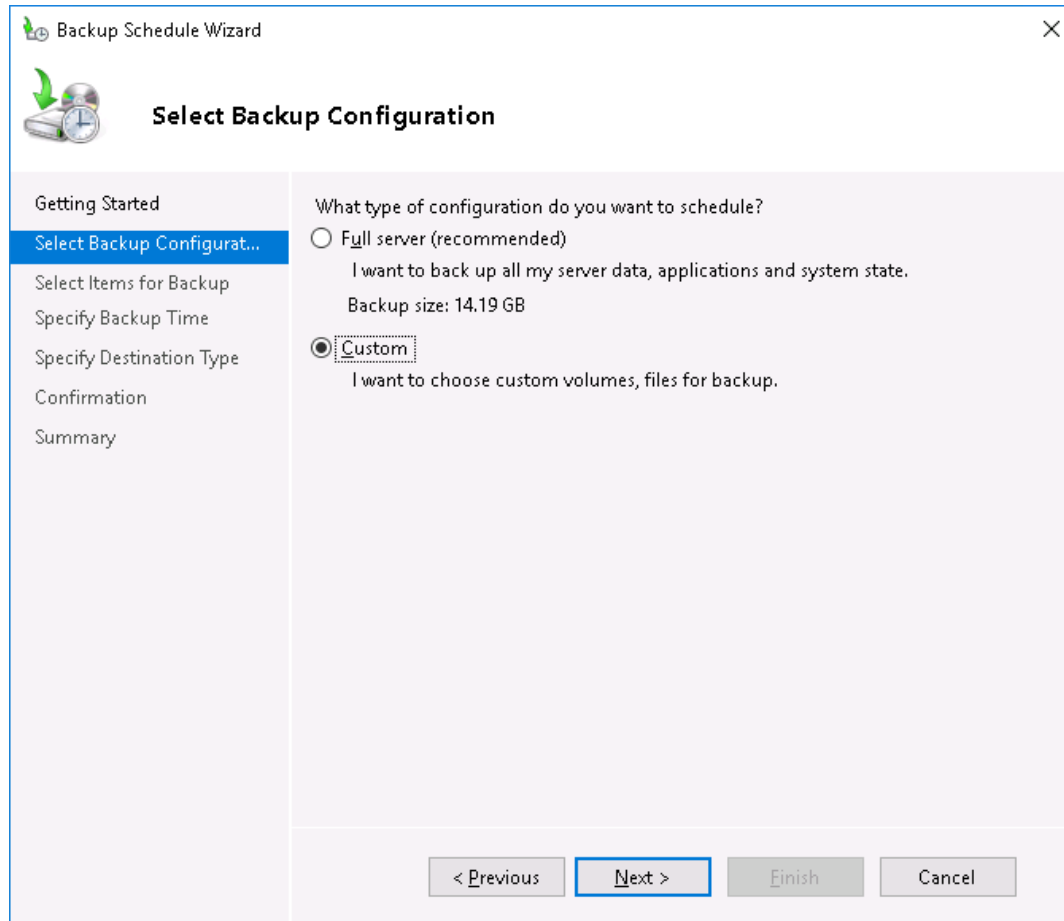 Backup Schedule Wizard
Select Backup Configuration
Getting Started
Select Backup Configurat...
Select Items for Backup
Specify Backup Time
Specify Destination Type
Confirmation
Summary
What type of configuration do you want to schedule?
Full server (recommended)
I want to back up all my server data, applications and system state.
Backup size: 14.19 GB
Custom
I want to choose custom volumes, files for backup.
< Previous
Next >
Finish
Cancel